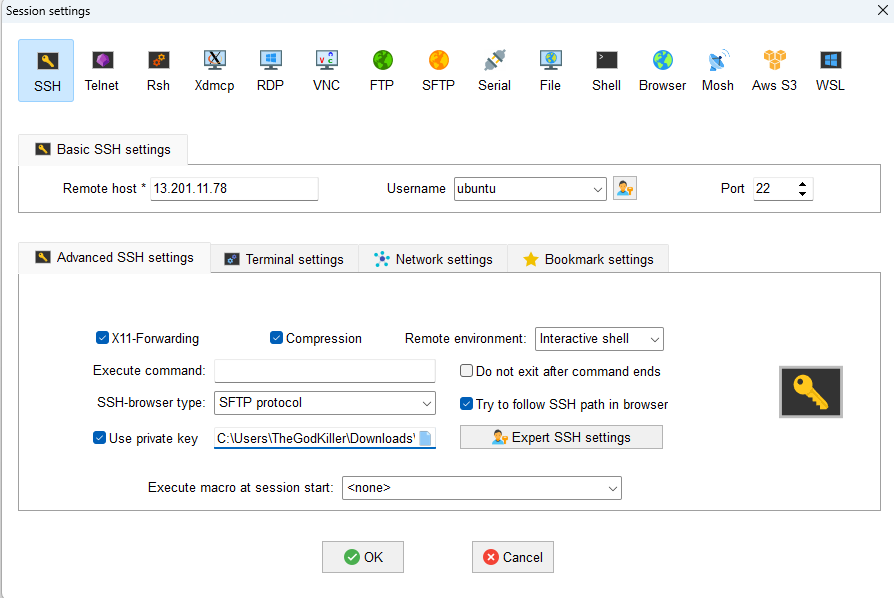 Session settings
SSH Telnet Rsh Xdmcp RDP VNC FTP SFTP Serial File Shell Browser Mosh Aws S3 WSL
Basic SSH settings
Remote host * 13.201.11.78 Username ubuntu Port 22
Advanced SSH settings Terminal settings Network settings Bookmark settings
X11-Forwarding Compression Remote environment: Interactive shell
Execute command: Do not exit after command ends
SSH-browser type: SFTP protocol Try to follow SSH path in browser
Use private key C:\Users\TheGodKiller\Downloads\ Expert SSH settings
Execute macro at session start: <none>
OK Cancel